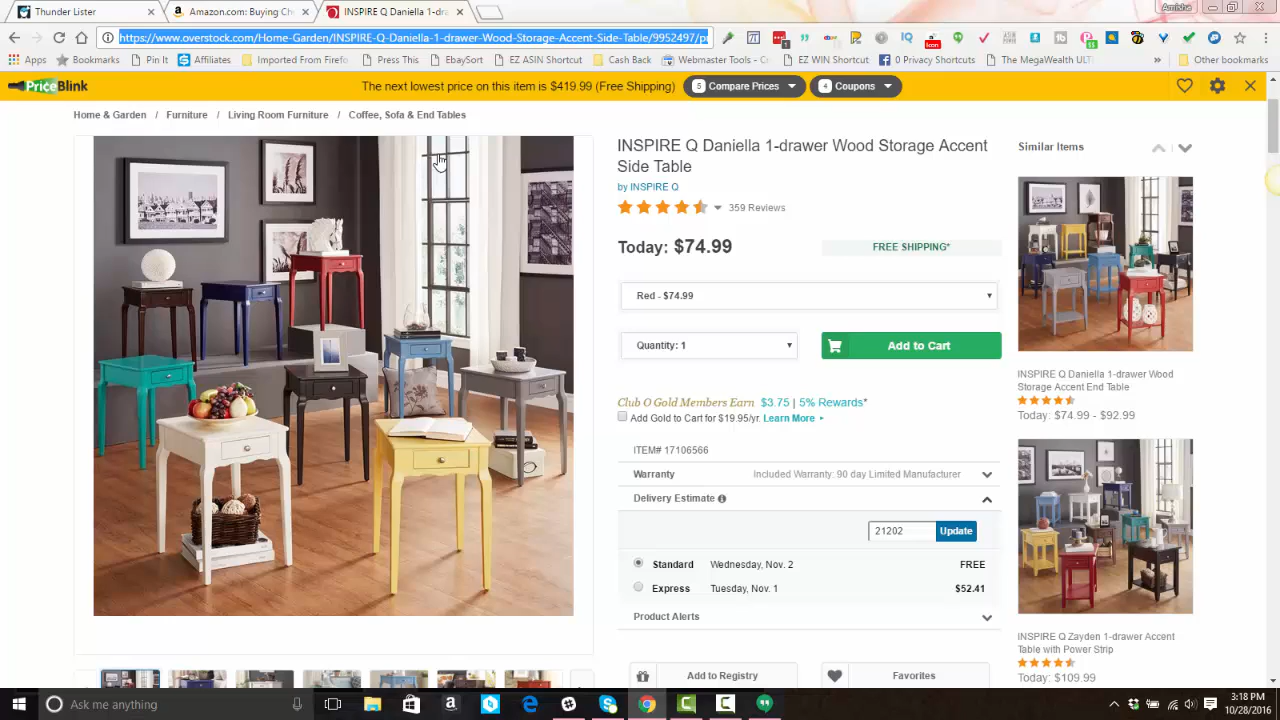 Thunder Lister
Amazon.com: Buying Ch
INSPIRE Q Daniella 1-dra
Amisha
https://www.overstock.com/Home-Garden/INSPIRE-Q-Daniella-1-drawer-Wood-Storage-Accent-Side-Table/9952497/p
Apps
Pin It
Affiliates
Imported From Firefo
Press This
EbaySort
EZ ASIN Shortcut
Cash Back
Webmaster Tools
EZ WIN Shortcut
0 Privacy Shortcuts
The MegaWealth ULT
»
Other bookmarks
PriceBlink
The next lowest price on this item is $419.99 (Free Shipping)
5 Compare Prices
4 Coupons
Home & Garden / Furniture / Living Room Furniture / Coffee, Sofa & End Tables
INSPIRE Q Daniella 1-drawer Wood Storage Accent
Side Table
by INSPIRE Q
359 Reviews
Today: $74.99
FREE SHIPPING*
Red - $74.99
Quantity: 1
Add to Cart
Club O Gold Members Earn $3.75 | 5% Rewards*
Add Gold to Cart for $19.95/yr. Learn More
ITEM# 17106566
Warranty
Included Warranty: 90 day Limited Manufacturer
Delivery Estimate
21202
Update
Standard Wednesday, Nov. 2 FREE
Express Tuesday, Nov. 1 $52.41
Product Alerts
Add to Registry
Favorites
Similar Items
INSPIRE Q Daniella 1-drawer Wood
Storage Accent End Table
Today: $74.99 - $92.99
INSPIRE Q Zayden 1-drawer Accent
Table with Power Strip
Today: $109.99
Ask me anything
3:18 PM
10/28/2016